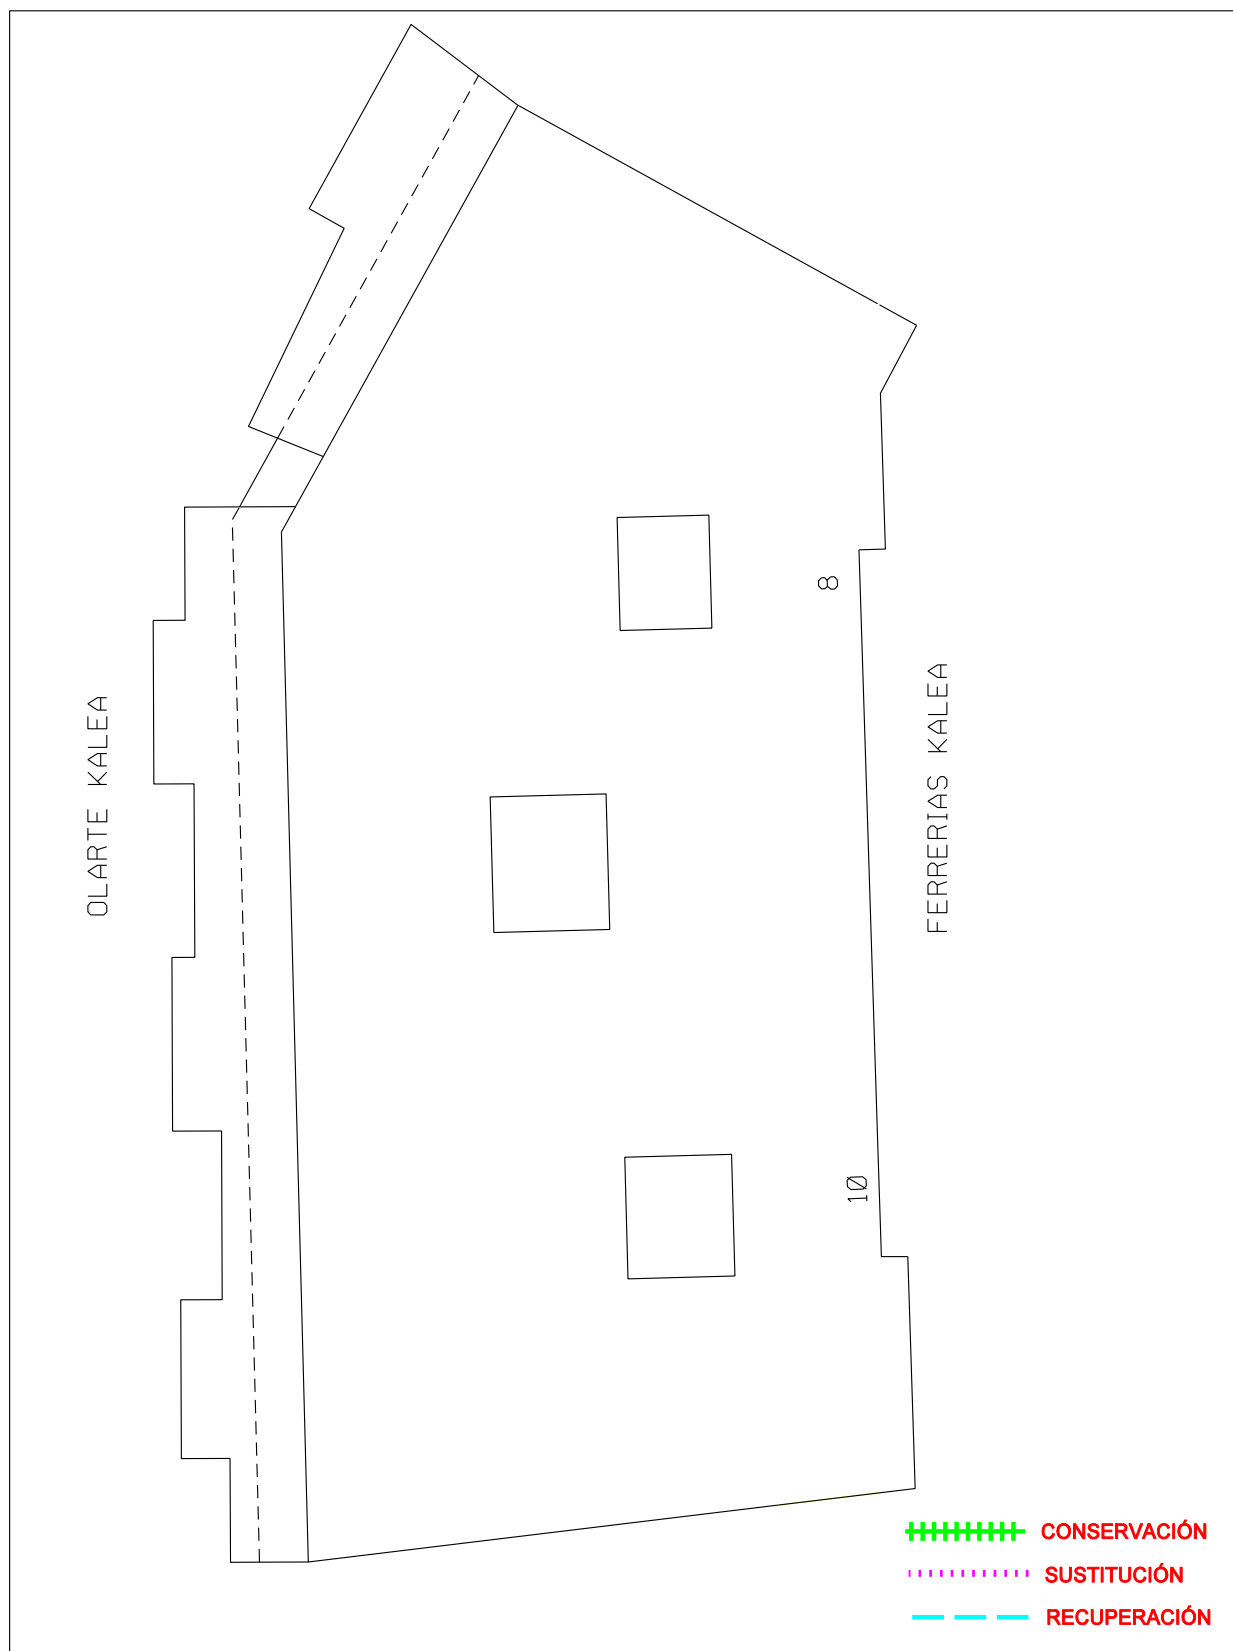 OLARTE KALEA
8
FERRERIAS KALEA
10
CONSERVACIÓN
SUSTITUCIÓN
RECUPERACIÓN